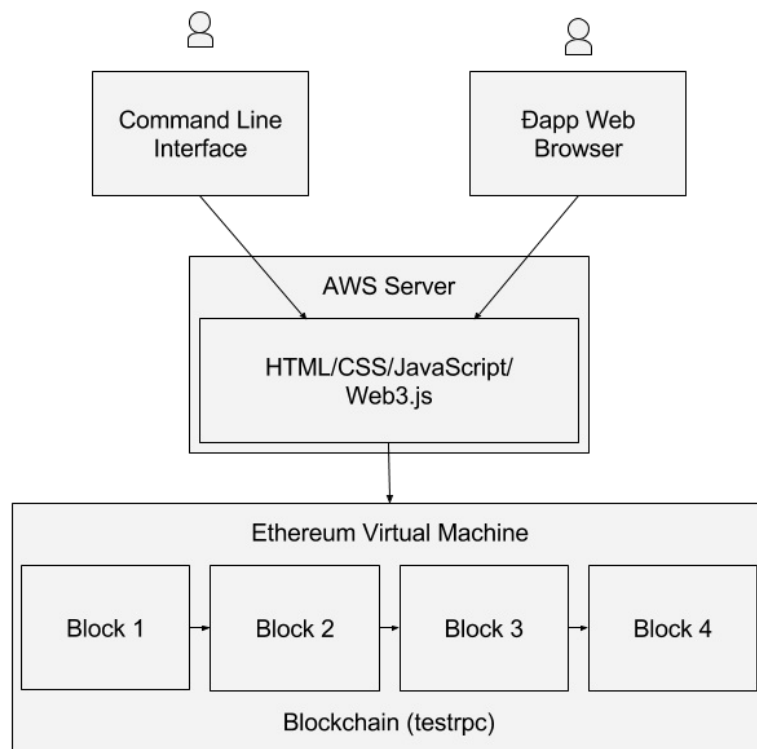 Command Line
Interface
Đapp Web
Browser
AWS Server
HTML/CSS/JavaScript/
Web3.js
Ethereum Virtual Machine
Block 1
Block 2
Block 3
Block 4
Blockchain (testrpc)